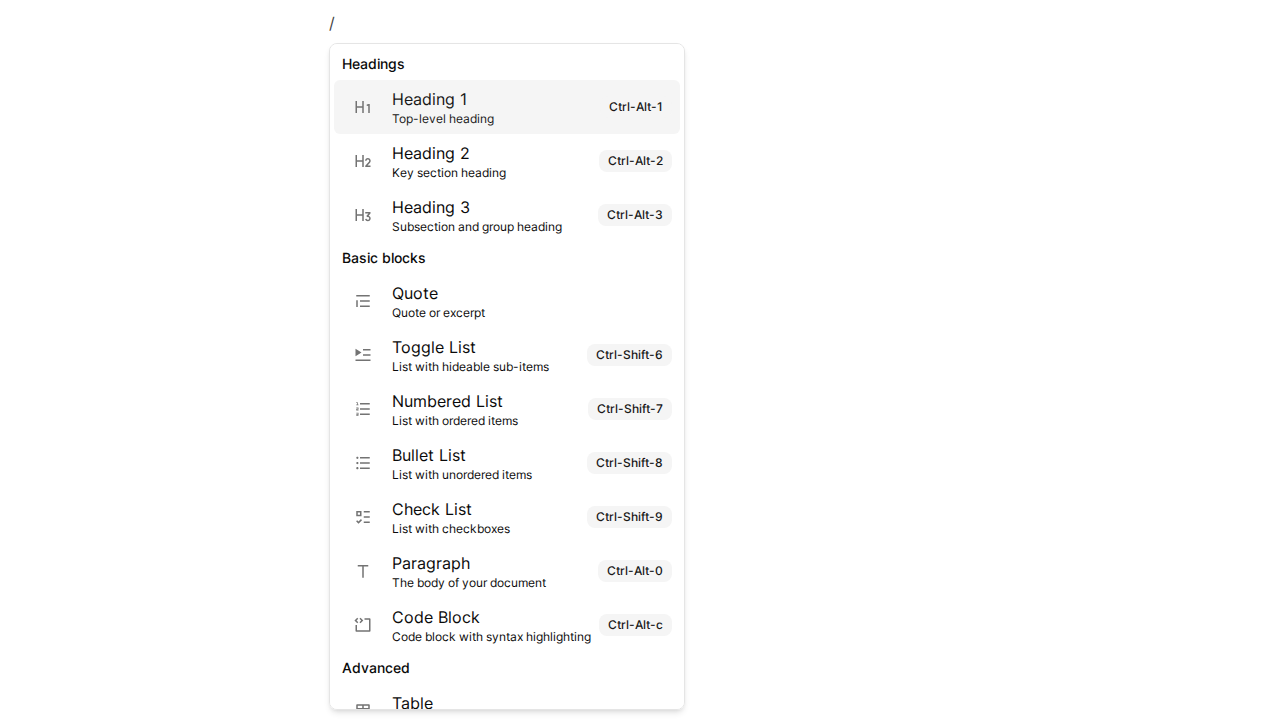 /
Headings
H1 Heading 1 Ctrl-Alt-1
Top-level heading
H2 Heading 2 Ctrl-Alt-2
Key section heading
H3 Heading 3 Ctrl-Alt-3
Subsection and group heading
Basic blocks
Quote
Quote or excerpt
Toggle List Ctrl-Shift-6
List with hideable sub-items
Numbered List Ctrl-Shift-7
List with ordered items
Bullet List Ctrl-Shift-8
List with unordered items
Check List Ctrl-Shift-9
List with checkboxes
T Paragraph Ctrl-Alt-0
The body of your document
Code Block Ctrl-Alt-c
Code block with syntax highlighting
Advanced
Table